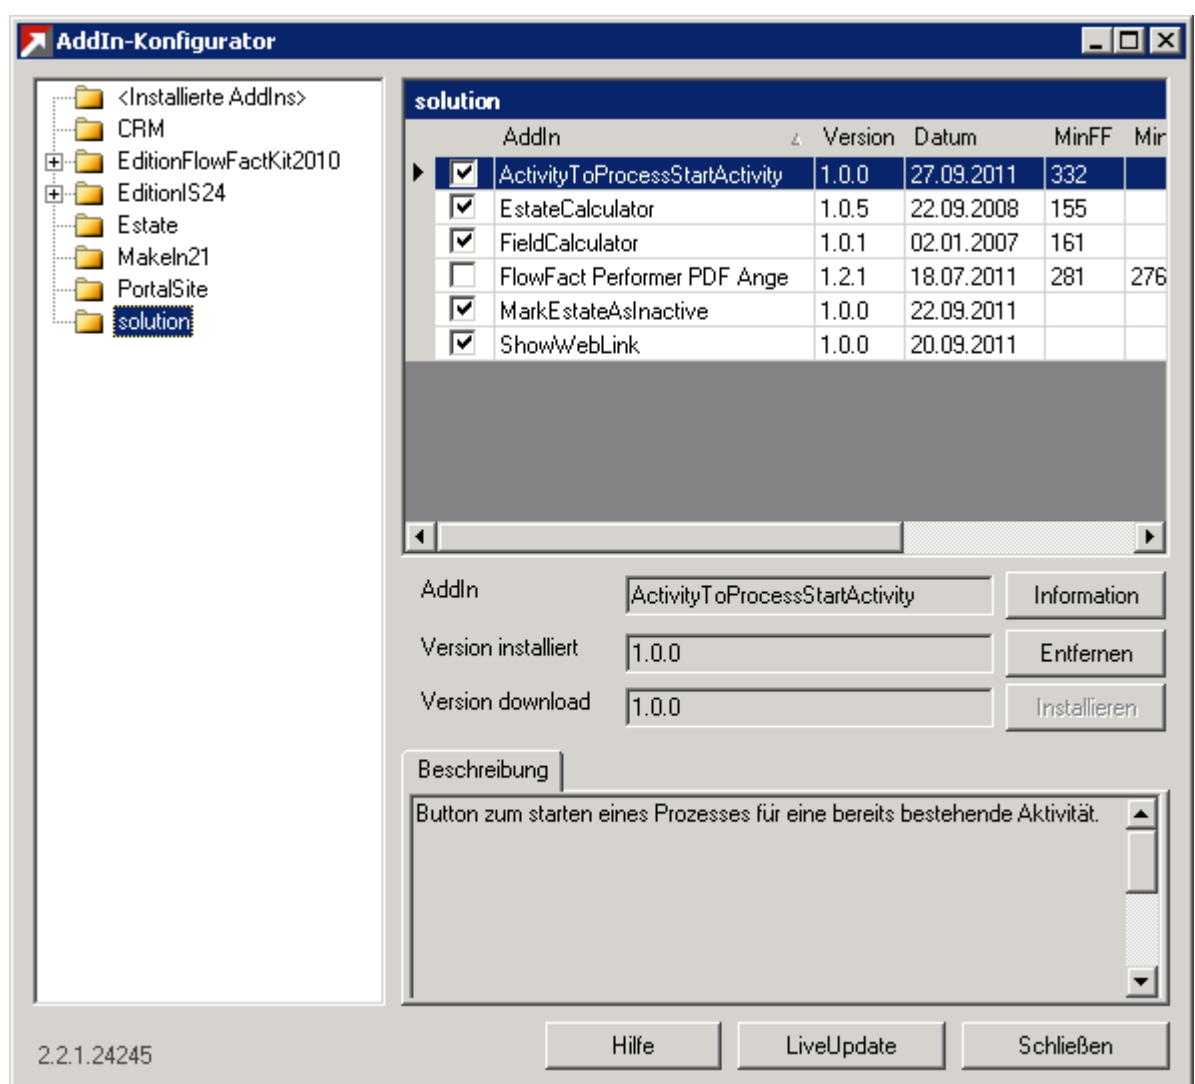 AddIn-Konfigurator
<Installierte AddIns>
CRM
EditionFlowFactKit2010
EditionIS24
Estate
MakeIn21
PortalSite
solution
solution
AddIn Version Datum MinFF Mir
ActivityToProcessStartActivity 1.0.0 27.09.2011 332
EstateCalculator 1.0.5 22.09.2008 155
FieldCalculator 1.0.1 02.01.2007 161
FlowFact Performer PDF Ange 1.2.1 18.07.2011 281 276
MarkEstateAsInactive 1.0.0 22.09.2011
ShowWebLink 1.0.0 20.09.2011
AddIn ActivityToProcessStartActivity Information
Version installiert 1.0.0 Entfernen
Version download 1.0.0 Installieren
Beschreibung
Button zum starten eines Prozesses für eine bereits bestehende Aktivität.
2.2.1.24245 Hilfe LiveUpdate Schließen